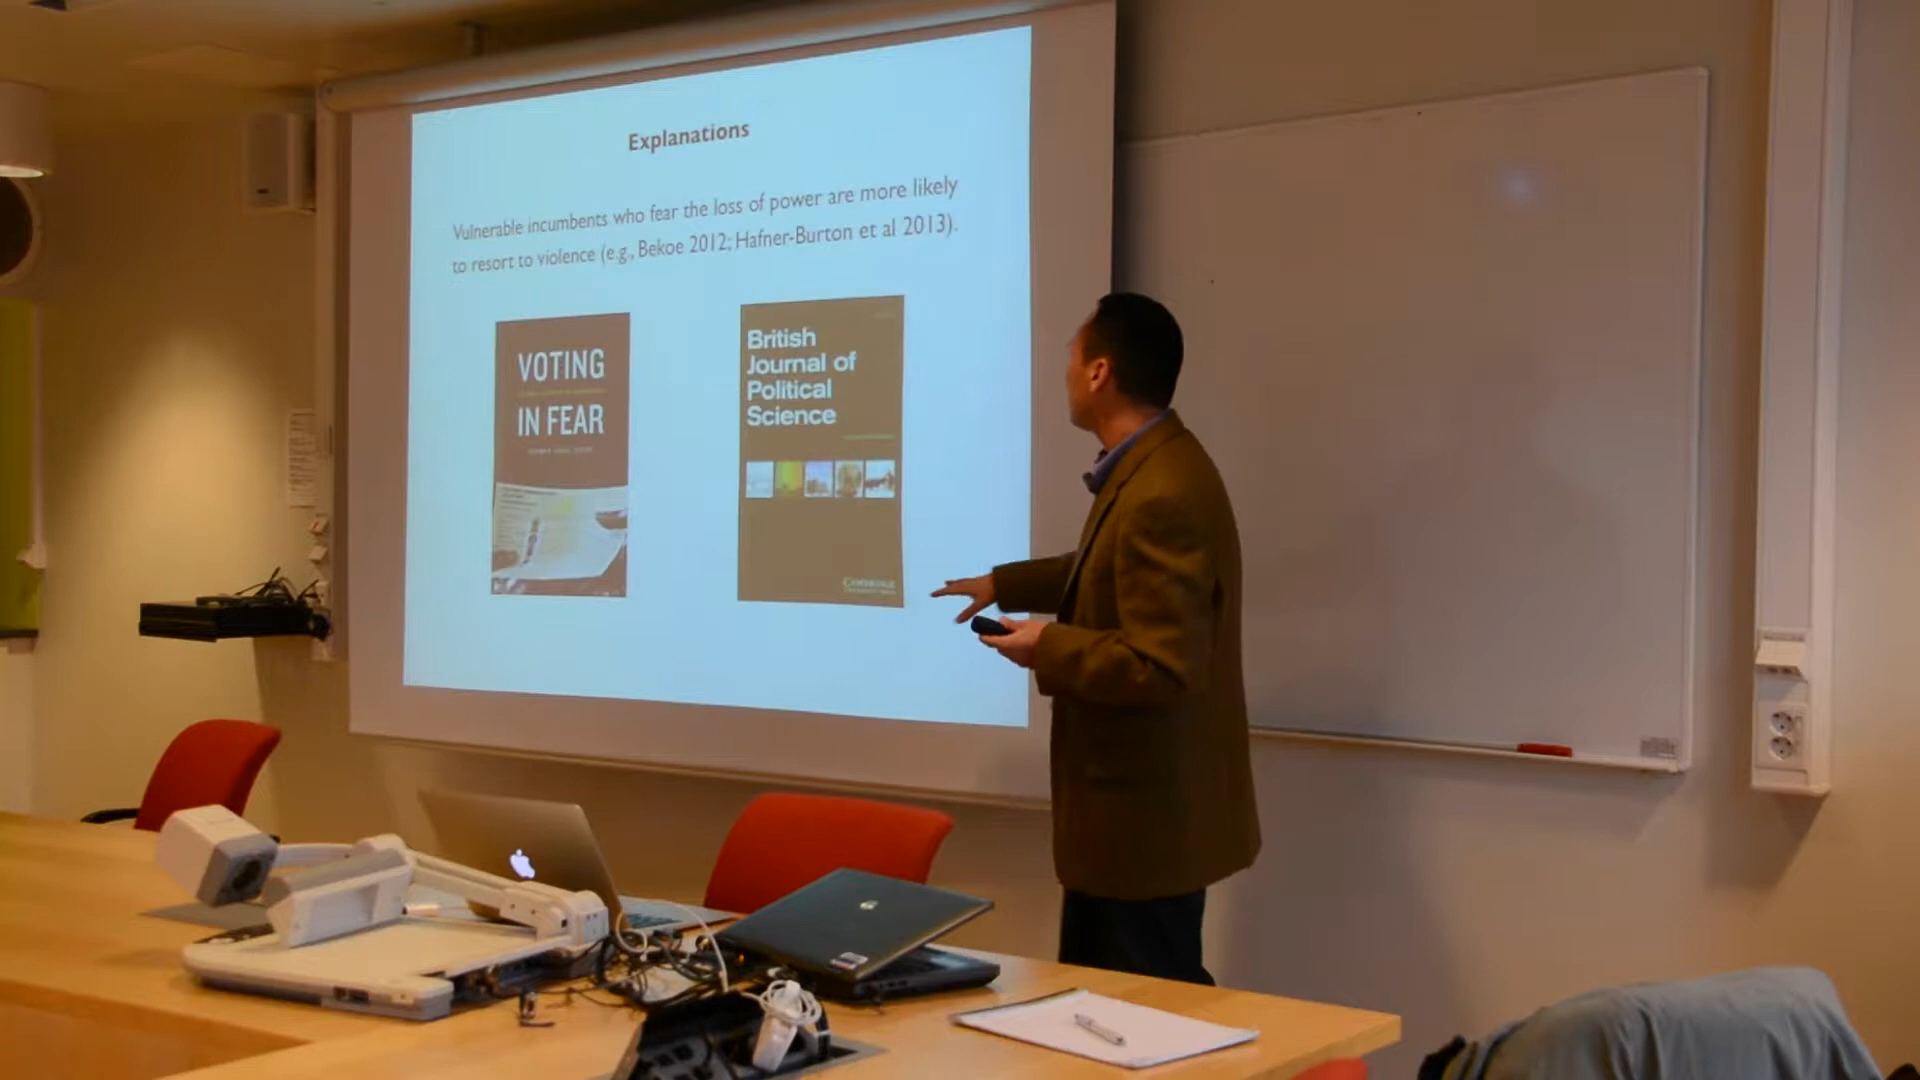 Explanations
Vulnerable incumbents who fear the loss of power are more likely
to resort to violence (e.g., Bekoe 2012; Hafner-Burton et al 2013).
VOTING
IN FEAR
British
Journal of
Political
Science
CAMBRIDGE